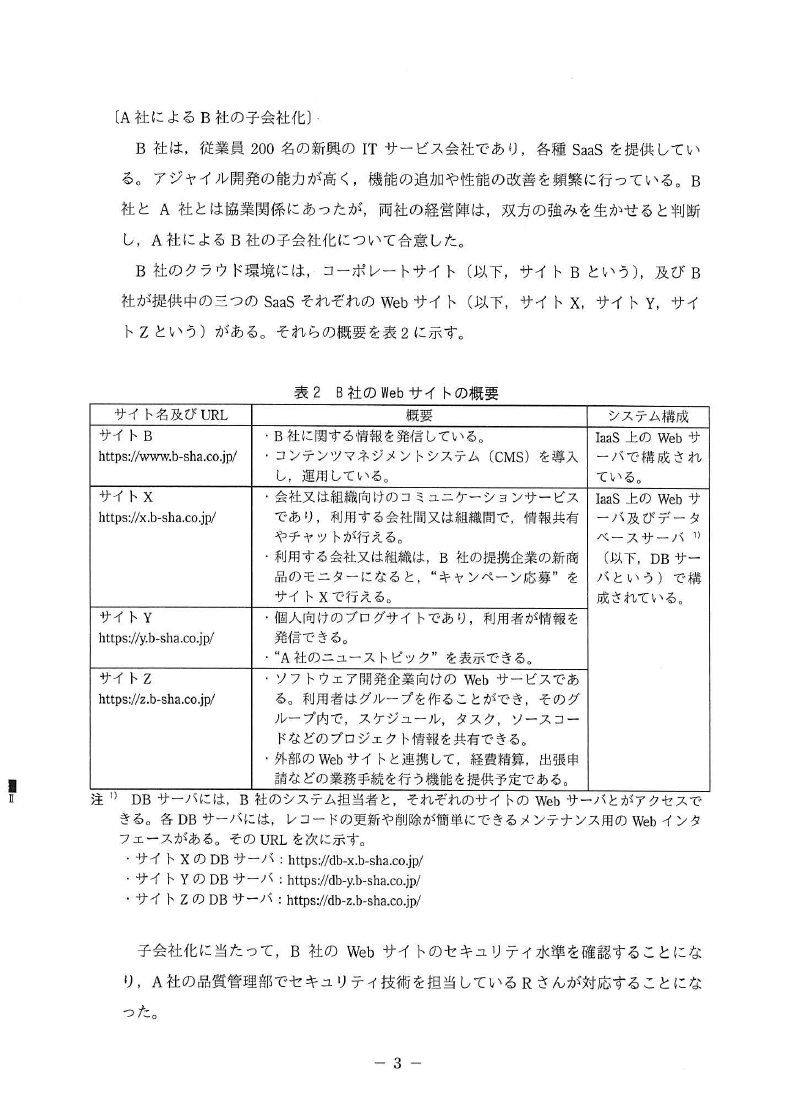 〔A 社による B 社の子会社化〕
B 社は，従業員 200 名の新興の IT サービス会社であり，各種 SaaS を提供してい
る。アジャイル開発の能力が高く，機能の追加や性能の改善を頻繁に行っている。B
社と A 社とは協業関係にあったが，両社の経営陣は，双方の強みを生かせると判断
し，A 社による B 社の子会社化について合意した。
B 社のクラウド環境には，コーポレートサイト（以下，サイト B という），及び B
社が提供中の三つの SaaS それぞれの Web サイト（以下，サイト X，サイト Y，サイ
ト Z という）がある。それらの概要を表 2 に示す。
表 2 B 社の Web サイトの概要
サイト名及び URL 概要 システム構成
サイト B
https://www.b-sha.co.jp/
・B 社に関する情報を発信している。
・コンテンツマネジメントシステム（CMS）を導入
し，運用している。
IaaS 上の Web サ
ーバで構成され
ている。
サイト X
https://x.b-sha.co.jp/
・会社又は組織向けのコミュニケーションサービス
であり，利用する会社間又は組織間で，情報共有
やチャットが行える。
・利用する会社又は組織は，B 社の提携企業の新商
品のモニターになると，“キャンペーン応募”を
サイト X で行える。
IaaS 上の Web サ
ーバ及びデータ
ベースサーバ 1)
（以下，DB サー
バという）で構
成されている。
サイト Y
https://y.b-sha.co.jp/
・個人向けのブログサイトであり，利用者が情報を
発信できる。
・“A 社のニューストピック”を表示できる。
サイト Z
https://z.b-sha.co.jp/
・ソフトウェア開発企業向けの Web サービスであ
る。利用者はグループを作ることができ，そのグ
ループ内で，スケジュール，タスク，ソースコー
ドなどのプロジェクト情報を共有できる。
・外部の Web サイトと連携して，経費精算，出張申
請などの業務手続を行う機能を提供予定である。
注 1) DB サーバには，B 社のシステム担当者と，それぞれのサイトの Web サーバとがアクセスで
きる。各 DB サーバには，レコードの更新や削除が簡単にできるメンテナンス用の Web インタ
フェースがある。その URL を次に示す。
・サイト X の DB サーバ：https://db-x.b-sha.co.jp/
・サイト Y の DB サーバ：https://db-y.b-sha.co.jp/
・サイト Z の DB サーバ：https://db-z.b-sha.co.jp/
子会社化に当たって，B 社の Web サイトのセキュリティ水準を確認することにな
り，A 社の品質管理部でセキュリティ技術を担当している R さんが対応することにな
った。
－ 3 －